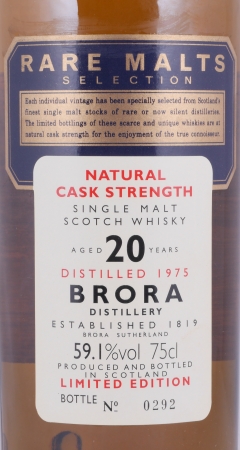 RARE MALTS
SELECTION
Each individual vintage has been specially selected from Scotland's
finest single malt stocks of rare or now silent distilleries.
The limited bottlings of these scarce and unique whiskies are at
natural cask strength for the enjoyment of the true connoisseur.
NATURAL
CASK STRENGTH
SINGLE MALT
SCOTCH WHISKY
AGED 20 YEARS
DISTILLED 1975
BRORA
DISTILLERY
ESTABLISHED 1819
BRORA SUTHERLAND
59.1%vol 75cl
PRODUCED AND BOTTLED
IN SCOTLAND
LIMITED EDITION
BOTTLE No 0292